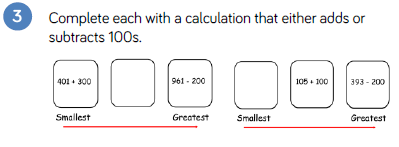 3 Complete each with a calculation that either adds or
subtracts 100s.
401 + 300 961 - 200 105 + 100 393 - 200
Smallest Greatest Smallest Greatest